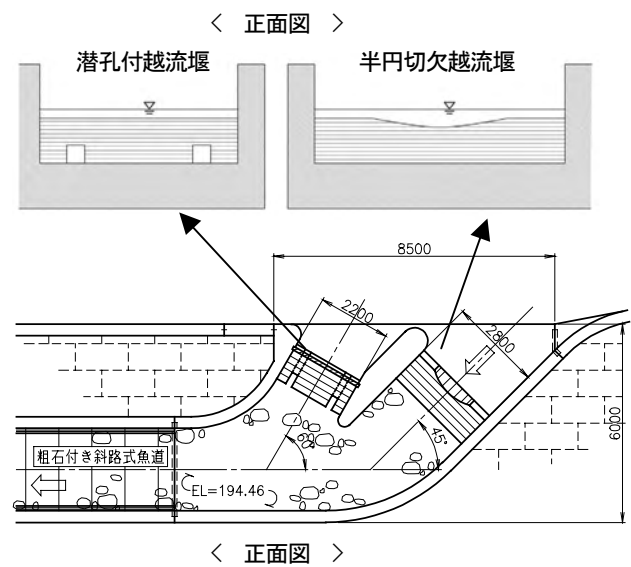 〈 正面図 〉
潜孔付越流堰
半円切欠越流堰
8500
2200
2800
6000
45°
粗石付き斜路式魚道
EL=194.46
〈 正面図 〉